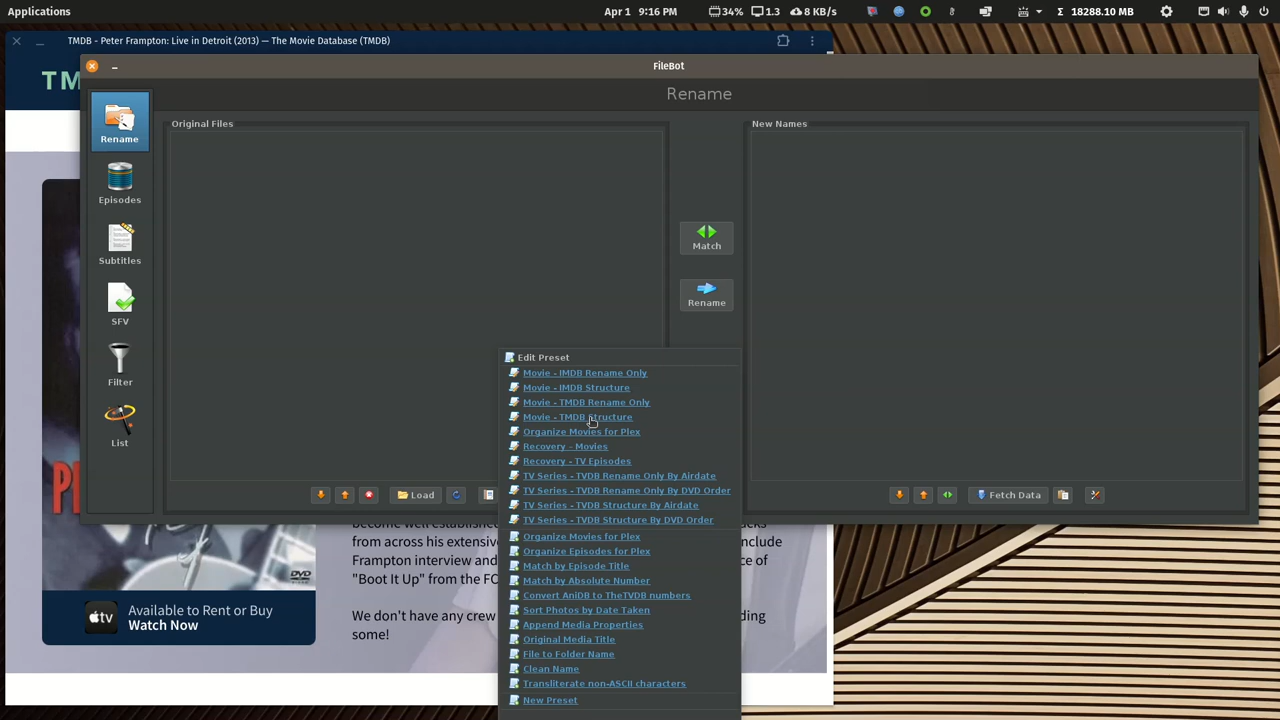 Applications
Apr 1 9:16 PM
34%
1.3
8 KB/s
Σ 18288.10 MB
TMDB - Peter Frampton: Live in Detroit (2013) — The Movie Database (TMDB)
TM
FileBot
Rename
Rename
Episodes
Subtitles
SFV
Filter
List
Original Files
Match
Rename
New Names
Load
Fetch Data
Edit Preset
Movie - IMDB Rename Only
Movie - IMDB Structure
Movie - TMDB Rename Only
Movie - TMDB Structure
Organize Movies for Plex
Recovery - Movies
Recovery - TV Episodes
TV Series - TVDB Rename Only By Airdate
TV Series - TVDB Rename Only By DVD Order
TV Series - TVDB Structure By Airdate
TV Series - TVDB Structure By DVD Order
Organize Movies for Plex
Organize Episodes for Plex
Match by Episode Title
Match by Absolute Number
Convert AniDB to TheTVDB numbers
Sort Photos by Date Taken
Append Media Properties
Original Media Title
File to Folder Name
Clean Name
Transliterate non-ASCII characters
New Preset
from across his extensive
Frampton interview and
"Boot It Up" from the FC
We don't have any crew
some!
DVD
tv
Available to Rent or Buy
Watch Now